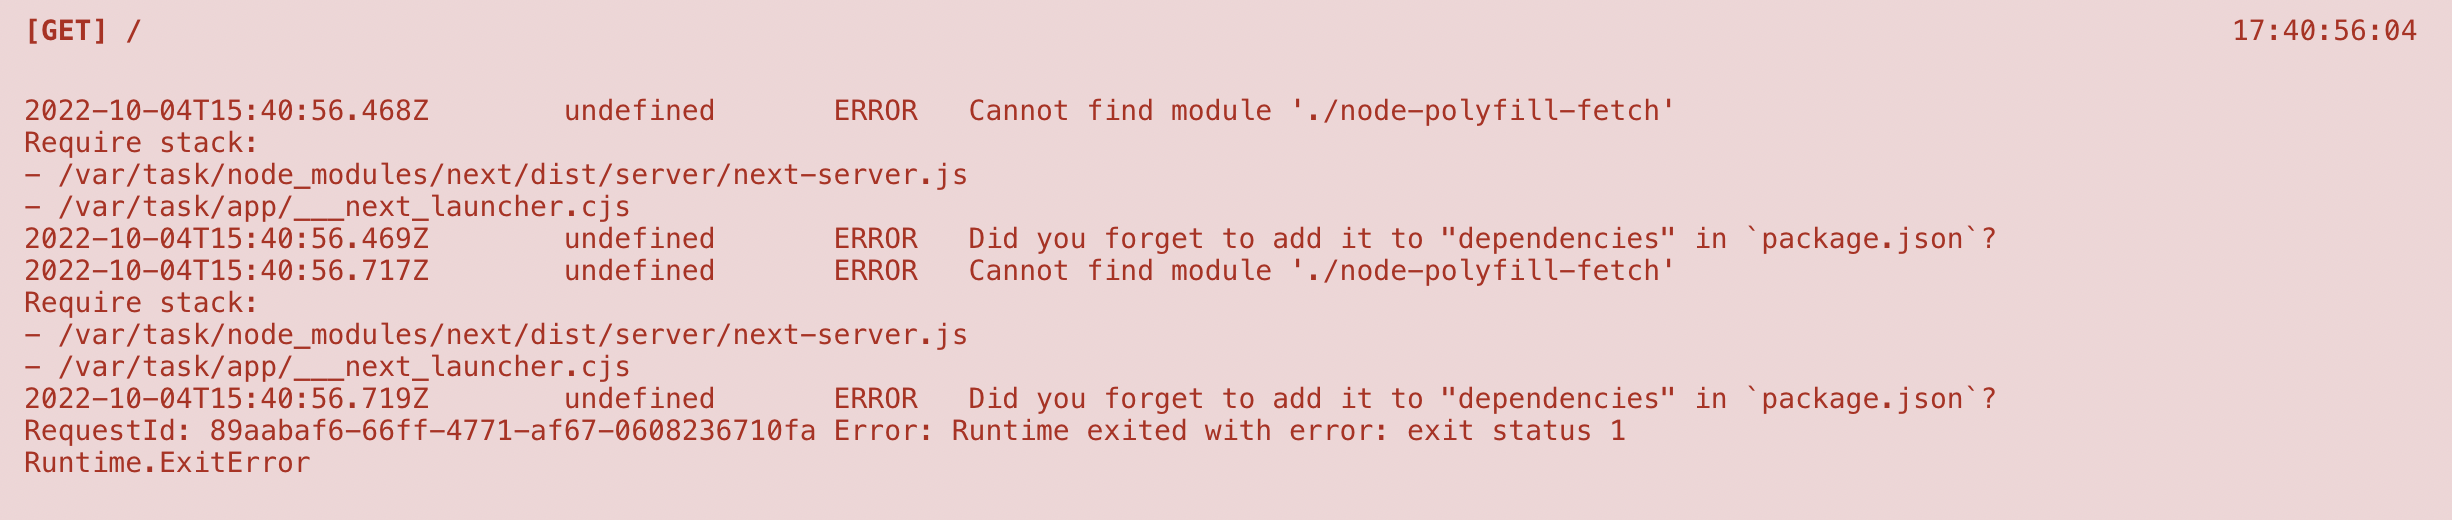 [GET] /
17:40:56:04
2022-10-04T15:40:56.468Z undefined ERROR Cannot find module './node-polyfill-fetch'
Require stack:
- /var/task/node_modules/next/dist/server/next-server.js
- /var/task/app/___next_launcher.cjs
2022-10-04T15:40:56.469Z undefined ERROR Did you forget to add it to "dependencies" in `package.json`?
2022-10-04T15:40:56.717Z undefined ERROR Cannot find module './node-polyfill-fetch'
Require stack:
- /var/task/node_modules/next/dist/server/next-server.js
- /var/task/app/___next_launcher.cjs
2022-10-04T15:40:56.719Z undefined ERROR Did you forget to add it to "dependencies" in `package.json`?
RequestId: 89aabaf6-66ff-4771-af67-0608236710fa Error: Runtime exited with error: exit status 1
Runtime.ExitError